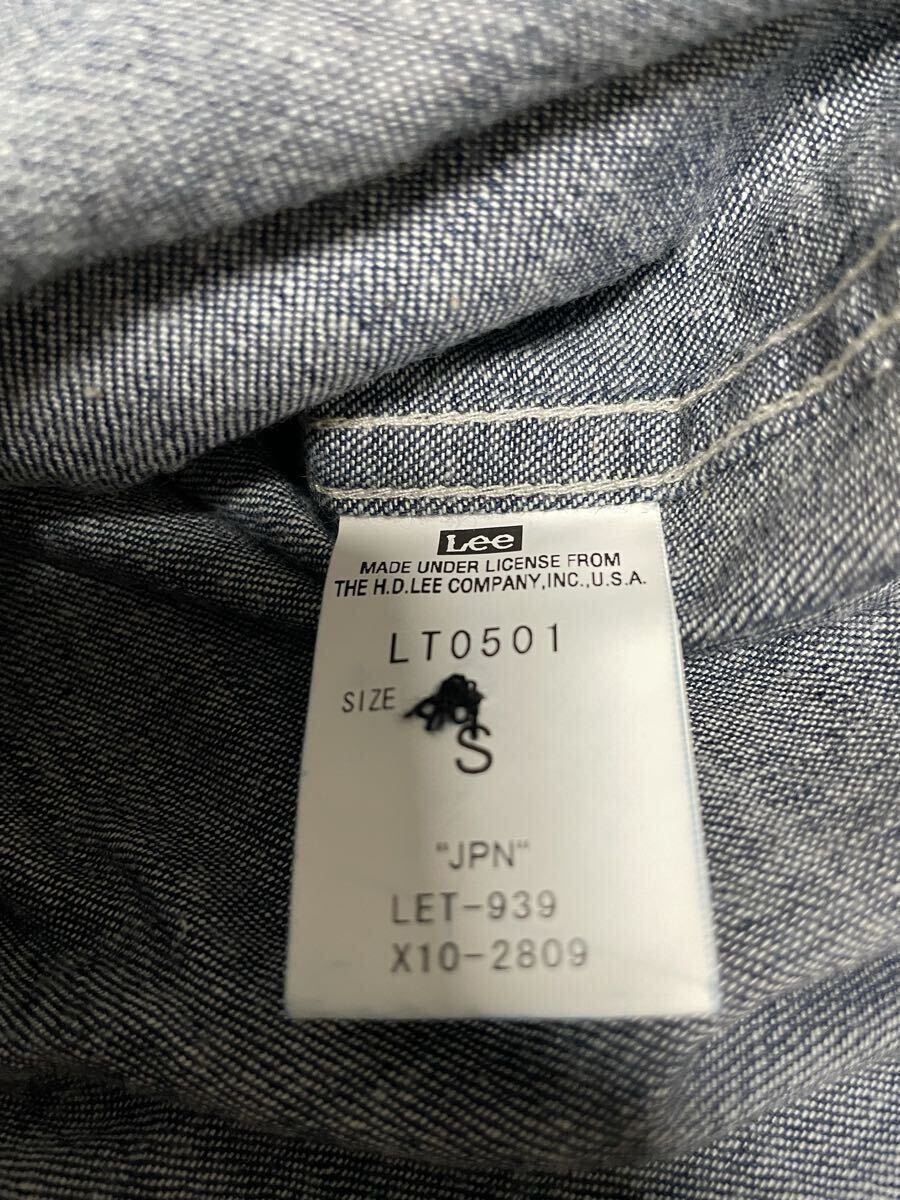 Lee
MADE UNDER LICENSE FROM
THE H.D.LEE COMPANY,INC.,U.S.A.
LT0501
SIZE
S
"JPN"
LET-939
X10-2809